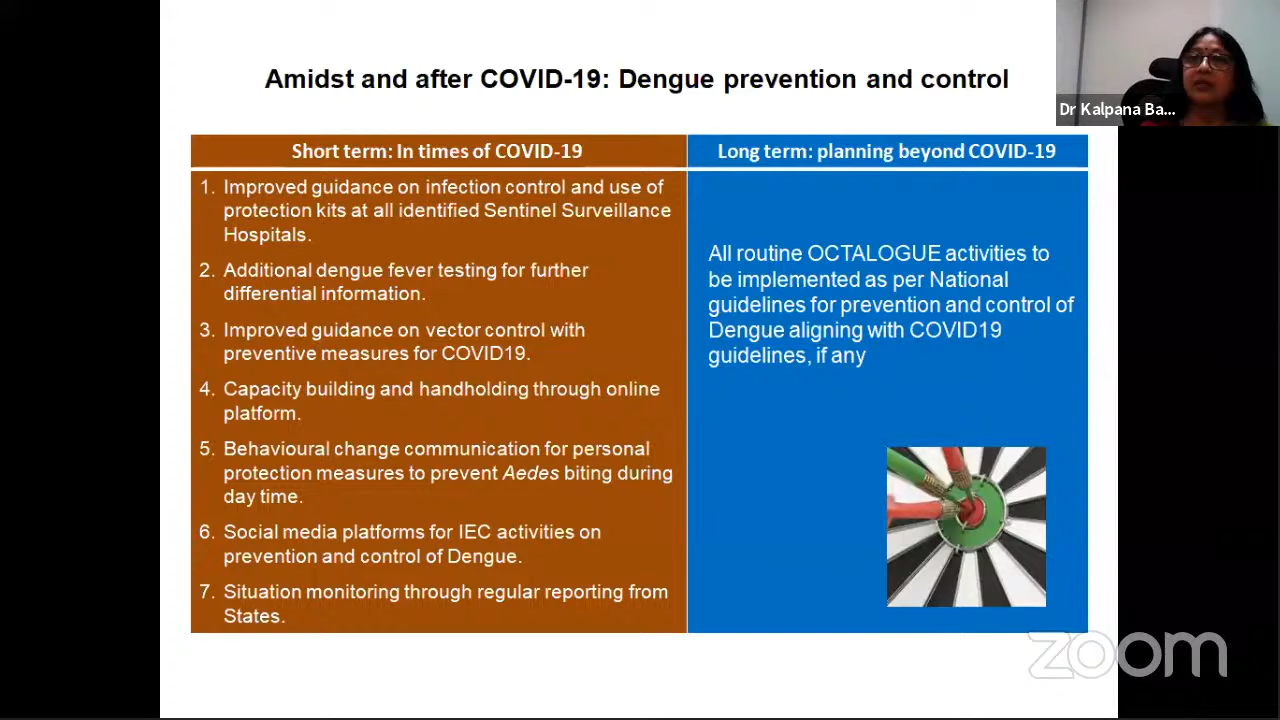 Amidst and after COVID-19: Dengue prevention and control
Dr Kalpana Ba...
Short term: In times of COVID-19
1. Improved guidance on infection control and use of
protection kits at all identified Sentinel Surveillance
Hospitals.
2. Additional dengue fever testing for further
differential information.
3. Improved guidance on vector control with
preventive measures for COVID19.
4. Capacity building and handholding through online
platform.
5. Behavioural change communication for personal
protection measures to prevent Aedes biting during
day time.
6. Social media platforms for IEC activities on
prevention and control of Dengue.
7. Situation monitoring through regular reporting from
States.
Long term: planning beyond COVID-19
All routine OCTALOGUE activities to
be implemented as per National
guidelines for prevention and control of
Dengue aligning with COVID19
guidelines, if any
zoom